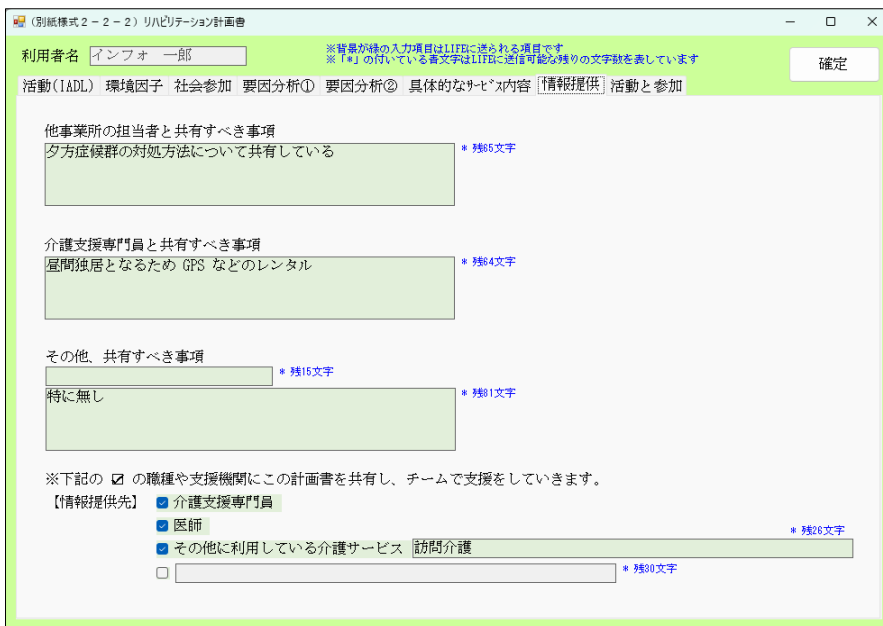 (別紙様式2-2-2)リハビリテーション計画書
利用者名 インフォ 一郎
※背景が緑の入力項目はLIFEに送られる項目です
※「*」の付いている青文字はLIFEに送信可能な残りの文字数を表しています
確定
活動(IADL) 環境因子 社会参加 要因分析① 要因分析② 具体的なサービス内容 情報提供 活動と参加
他事業所の担当者と共有すべき事項
夕方症候群の対処方法について共有している
* 残65文字
介護支援専門員と共有すべき事項
昼間独居となるため GPS などのレンタル
* 残64文字
その他、共有すべき事項
* 残15文字
特に無し
* 残81文字
※下記の ☑ の職種や支援機関にこの計画書を共有し、チームで支援をしていきます。
【情報提供先】 介護支援専門員
医師
* 残26文字
その他に利用している介護サービス 訪問介護
* 残30文字